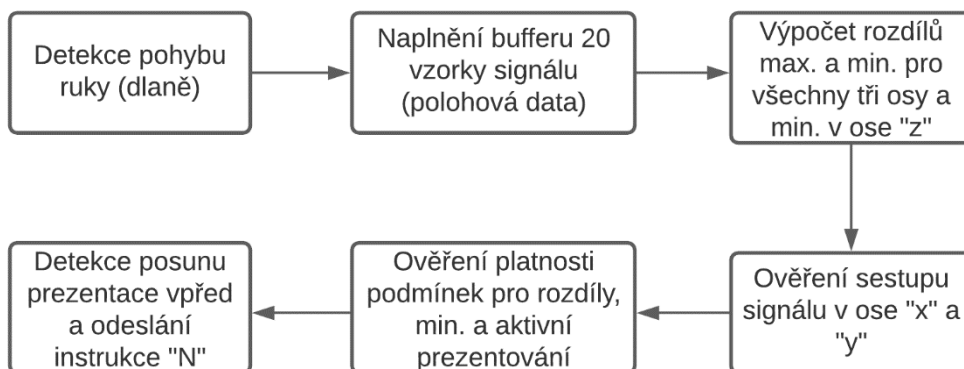 Detekce pohybu
ruky (dlaně)
Naplnění bufferu 20
vzorky signálu
(polohová data)
Výpočet rozdílů
max. a min. pro
všechny tři osy a
min. v ose "z"
Ověření sestupu
signálu v ose "x" a
"y"
Ověření platnosti
podmínek pro rozdíly,
min. a aktivní
prezentování
Detekce posunu
prezentace vpřed
a odeslání
instrukce "N"